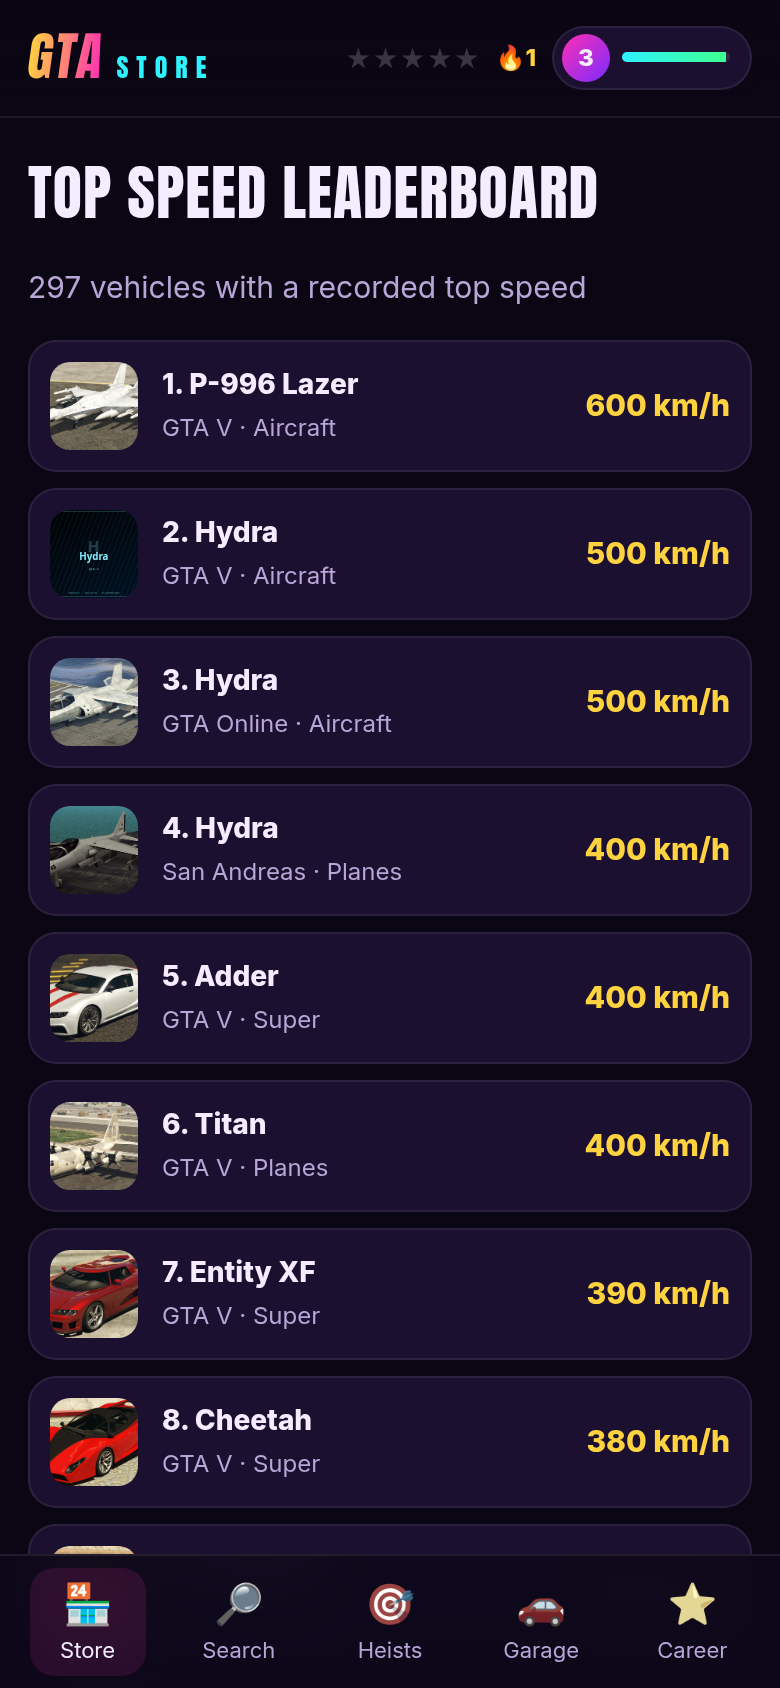 GTA STORE
★★★★★ 🔥1 3
TOP SPEED LEADERBOARD
297 vehicles with a recorded top speed
1. P-996 Lazer
GTA V · Aircraft
600 km/h
Hydra
2. Hydra
GTA V · Aircraft
500 km/h
3. Hydra
GTA Online · Aircraft
500 km/h
4. Hydra
San Andreas · Planes
400 km/h
5. Adder
GTA V · Super
400 km/h
6. Titan
GTA V · Planes
400 km/h
7. Entity XF
GTA V · Super
390 km/h
8. Cheetah
GTA V · Super
380 km/h
24
Store
Search
Heists
Garage
Career